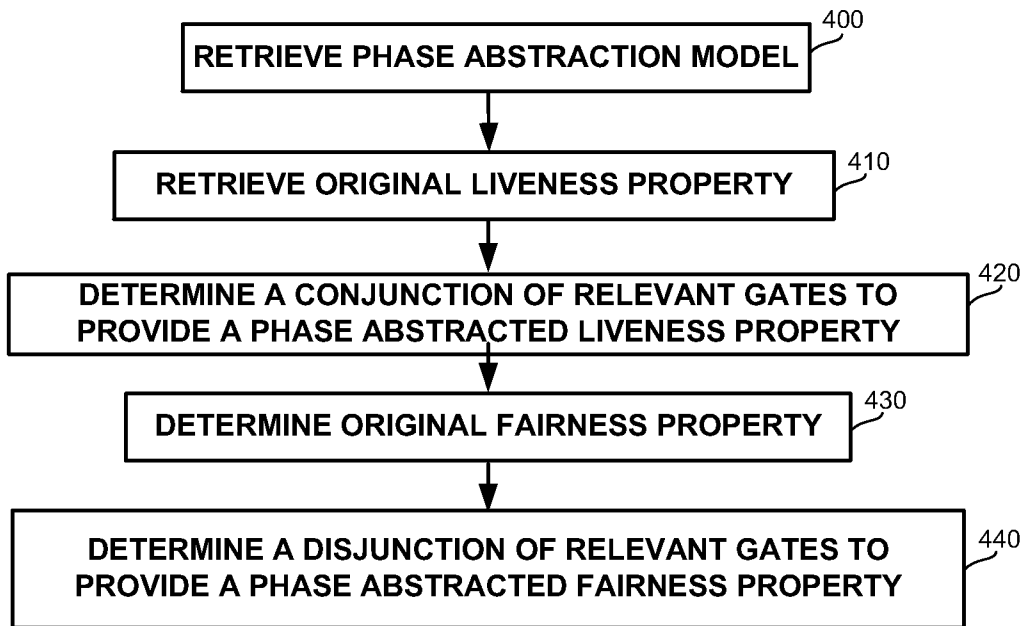 400
RETRIEVE PHASE ABSTRACTION MODEL
410
RETRIEVE ORIGINAL LIVENESS PROPERTY
420
DETERMINE A CONJUNCTION OF RELEVANT GATES TO
PROVIDE A PHASE ABSTRACTED LIVENESS PROPERTY
430
DETERMINE ORIGINAL FAIRNESS PROPERTY
440
DETERMINE A DISJUNCTION OF RELEVANT GATES TO
PROVIDE A PHASE ABSTRACTED FAIRNESS PROPERTY